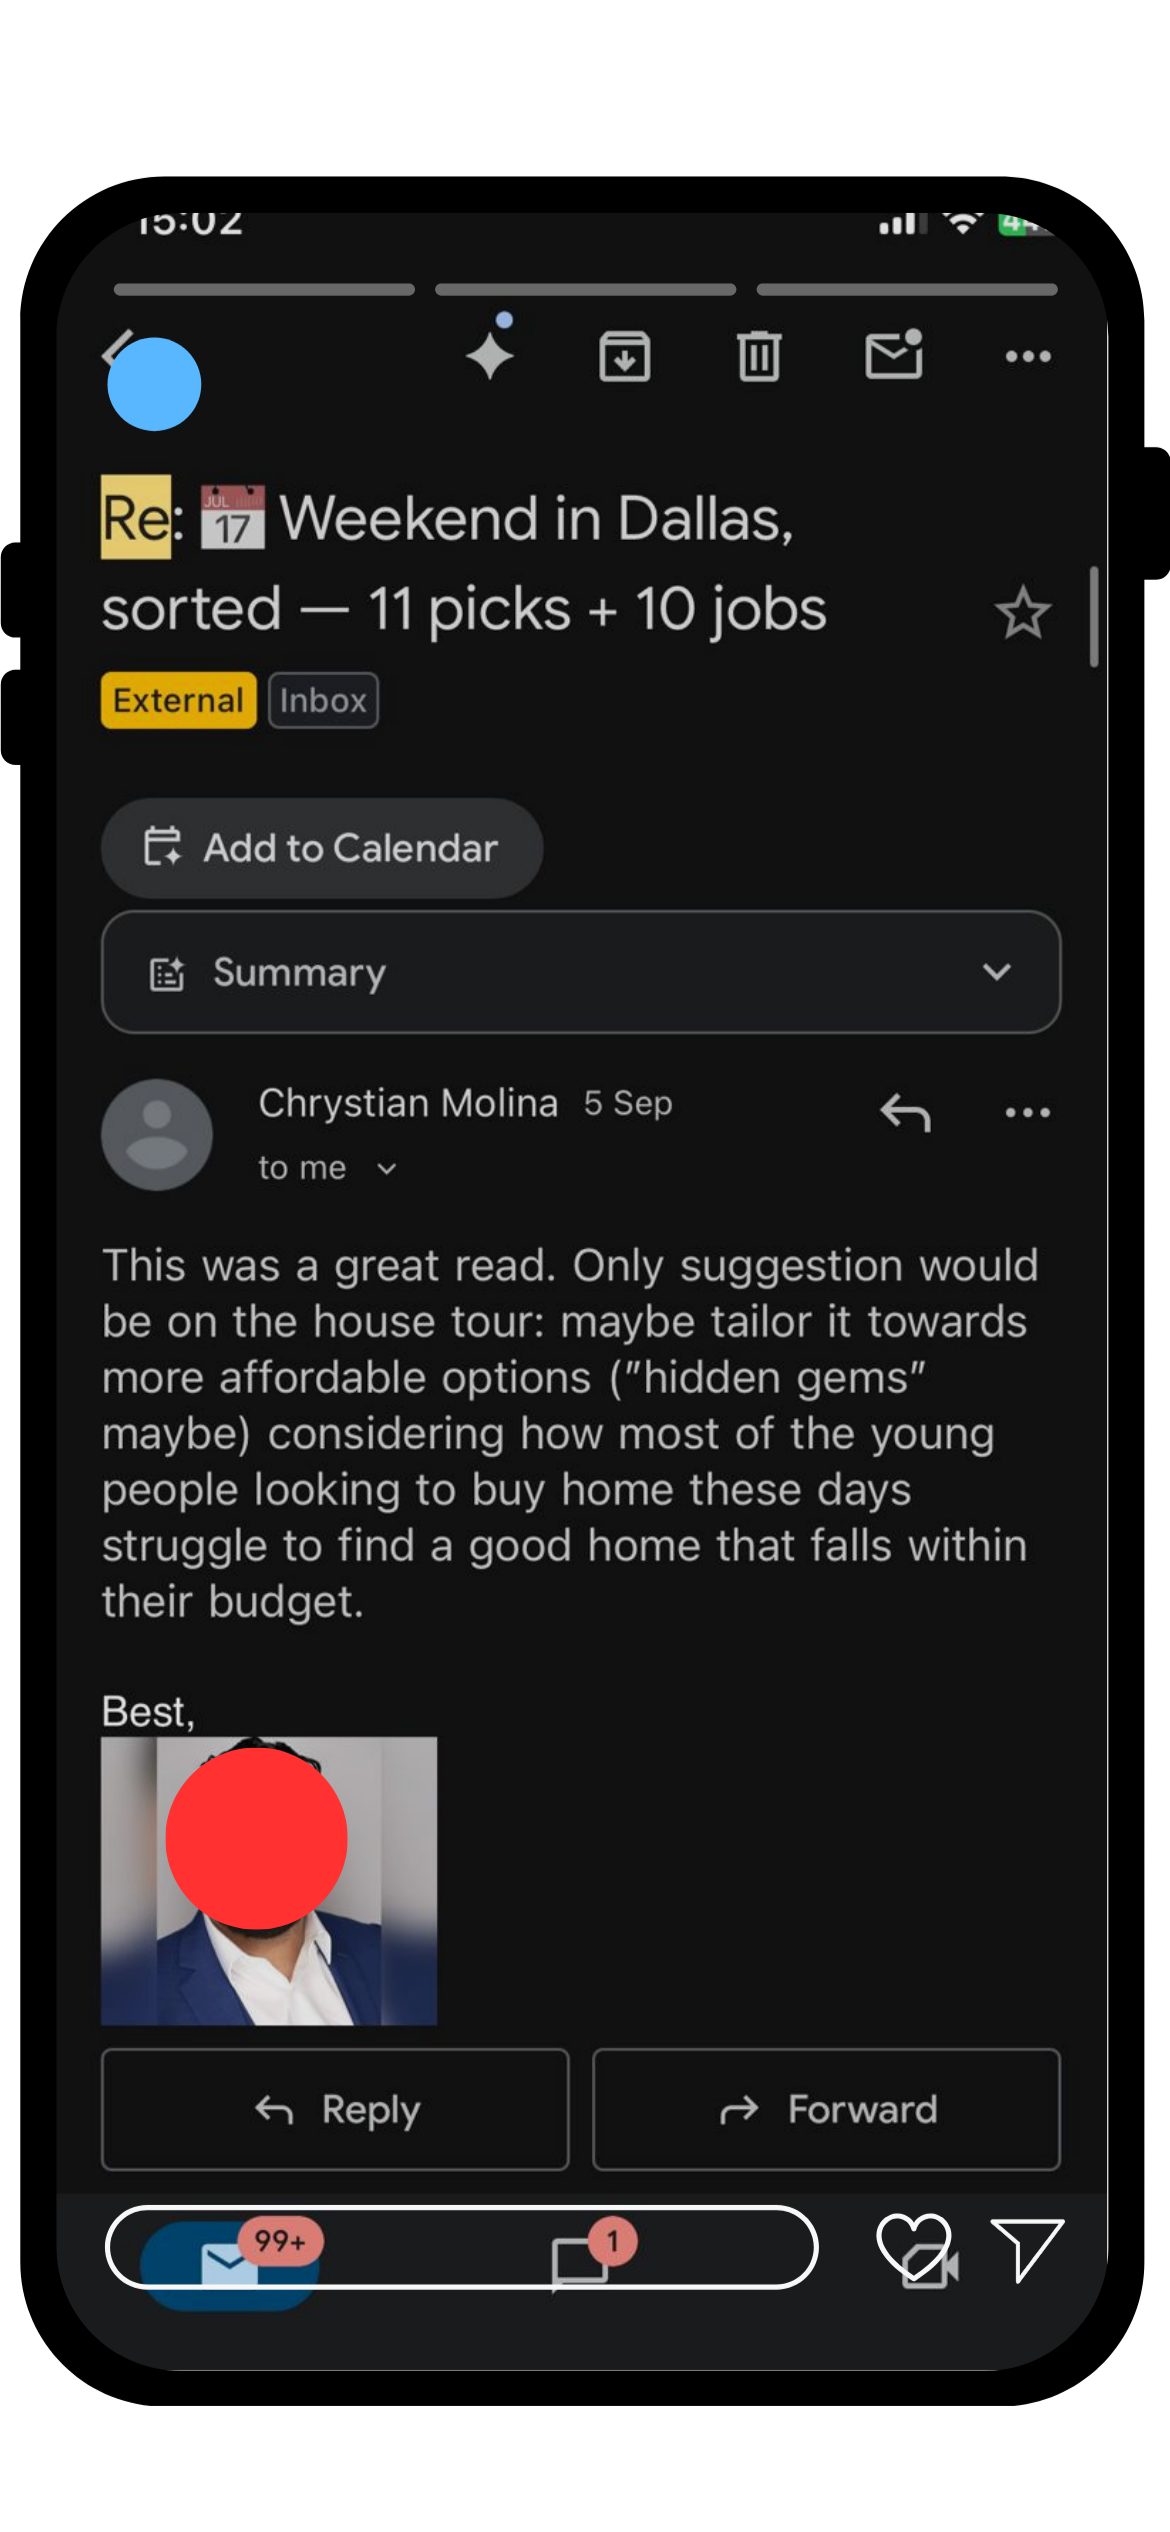 15:02
Re: 📅 Weekend in Dallas,
sorted — 11 picks + 10 jobs
External Inbox
Add to Calendar
Summary
Chrystian Molina 5 Sep
to me
This was a great read. Only suggestion would
be on the house tour: maybe tailor it towards
more affordable options ("hidden gems"
maybe) considering how most of the young
people looking to buy home these days
struggle to find a good home that falls within
their budget.
Best,
Reply Forward
99+ 1